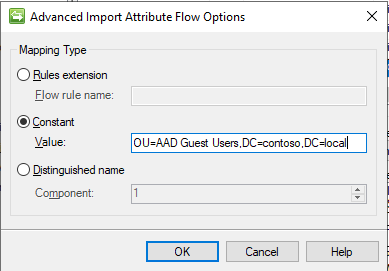 Advanced Import Attribute Flow Options
Mapping Type
Rules extension
Flow rule name:
Constant
Value: OU=AAD Guest Users,DC=contoso,DC=local
Distinguished name
Component: 1
OK Cancel Help